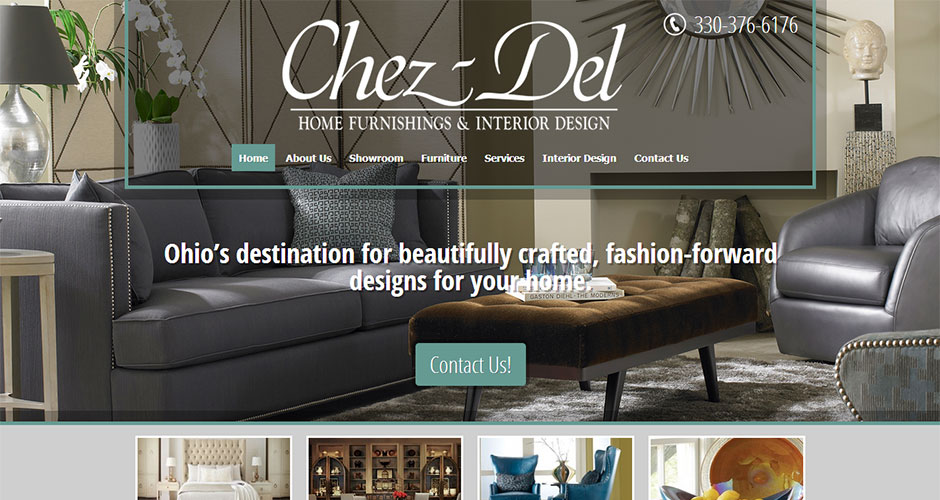 330-376-6176
Chez-Del
HOME FURNISHINGS & INTERIOR DESIGN
Home About Us Showroom Furniture Services Interior Design Contact Us
Ohio’s destination for beautifully crafted, fashion-forward
designs for your home.
GASTON DIEHL·THE MODERNS
Contact Us!